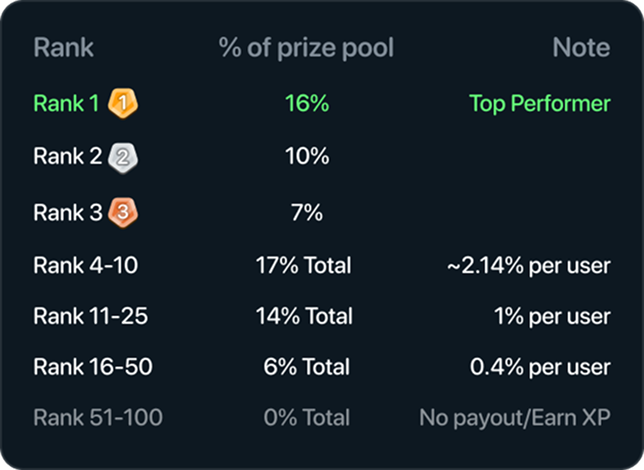 Rank % of prize pool Note
Rank 1 1 16% Top Performer
Rank 2 2 10%
Rank 3 3 7%
Rank 4-10 17% Total ~2.14% per user
Rank 11-25 14% Total 1% per user
Rank 16-50 6% Total 0.4% per user
Rank 51-100 0% Total No payout/Earn XP